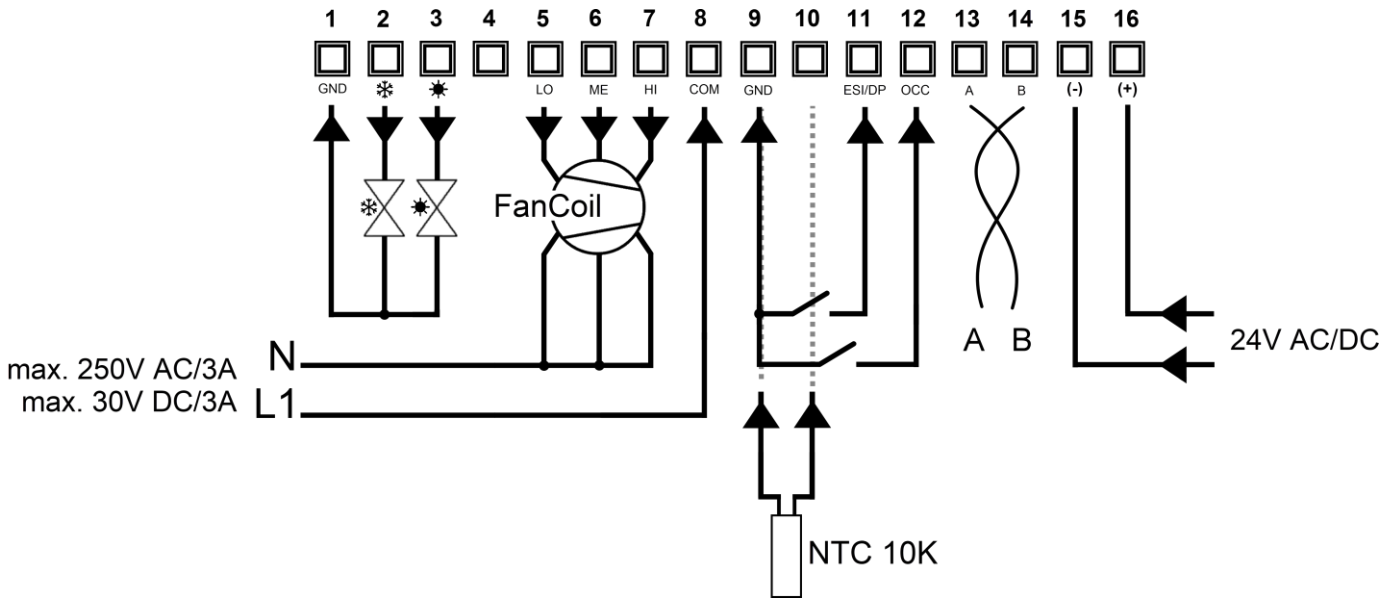 1 2 3 4 5 6 7 8 9 10 11 12 13 14 15 16
GND LO ME HI COM GND ESI/DP OCC A B (-) (+)
FanCoil
A B
24V AC/DC
max. 250V AC/3A N
max. 30V DC/3A L1
NTC 10K